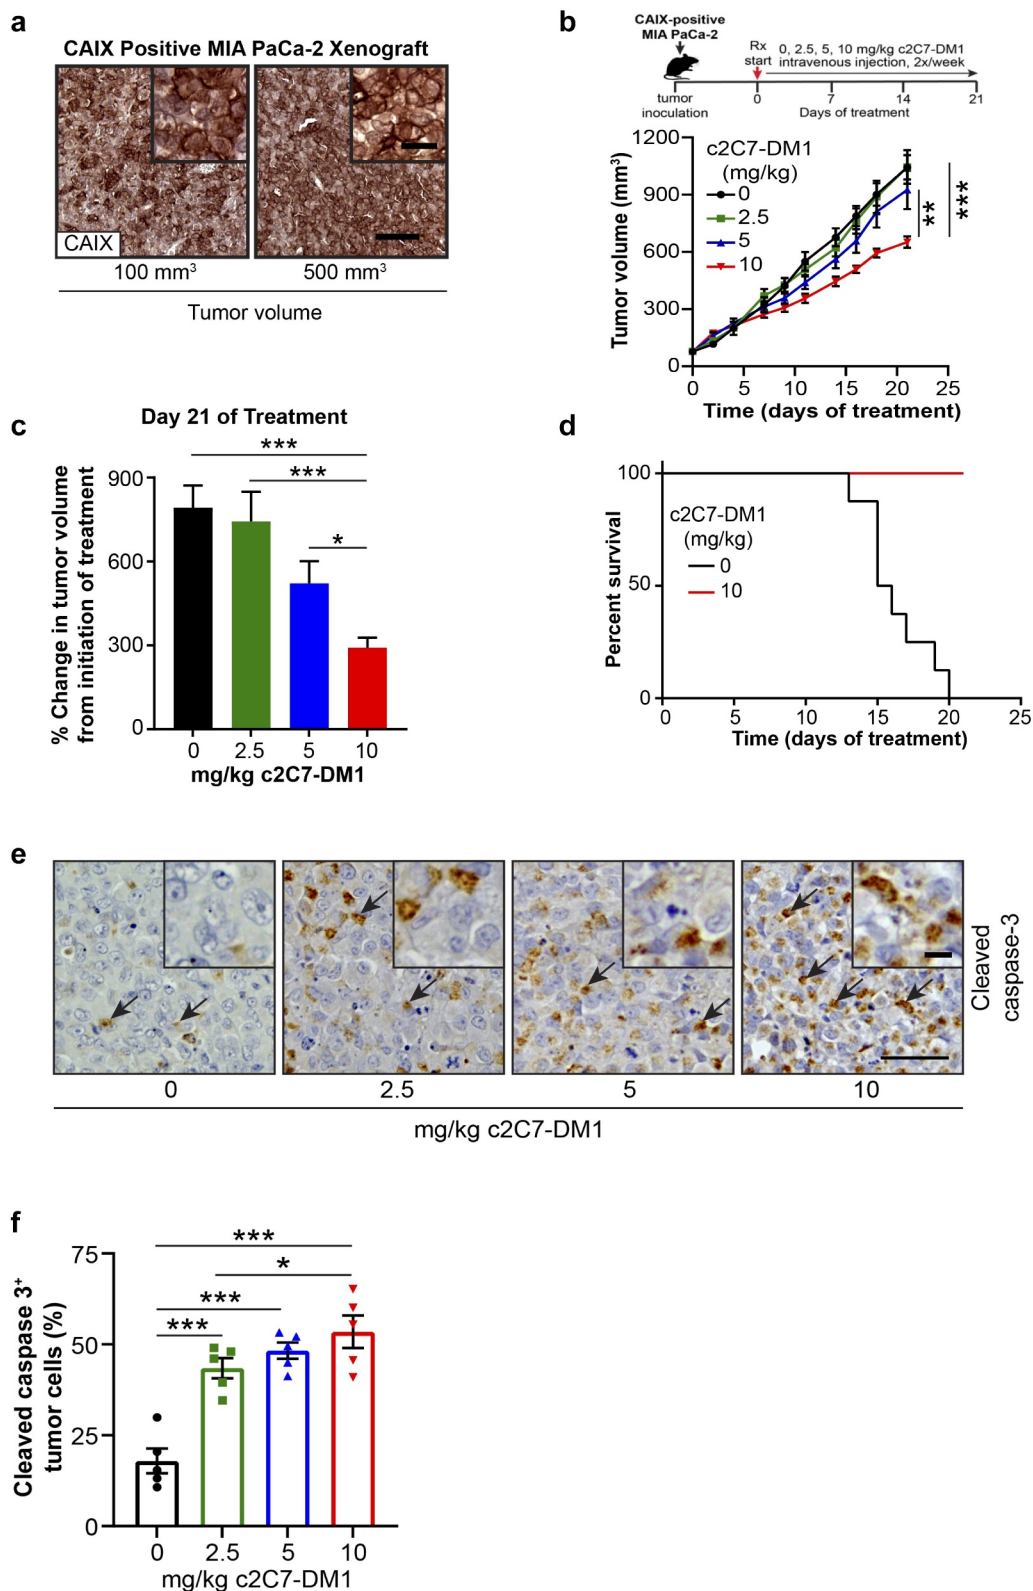 a
CAIX Positive MIA PaCa-2 Xenograft
CAIX
100 mm³
500 mm³
Tumor volume
b
CAIX-positive
MIA PaCa-2
Rx
start
0, 2.5, 5, 10 mg/kg c2C7-DM1
intravenous injection, 2x/week
tumor
inoculation
0
7
14
21
Days of treatment
Tumor volume (mm³)
1200
900
600
300
0
c2C7-DM1
(mg/kg)
0
2.5
5
10
**
***
0 5 10 15 20 25
Time (days of treatment)
c
Day 21 of Treatment
% Change in tumor volume
from initiation of treatment
900
600
300
0
***
***
*
0 2.5 5 10
mg/kg c2C7-DM1
d
Percent survival
100
50
0
c2C7-DM1
(mg/kg)
0
10
0 5 10 15 20 25
Time (days of treatment)
e
Cleaved
caspase-3
0 2.5 5 10
mg/kg c2C7-DM1
f
Cleaved caspase 3⁺
tumor cells (%)
75
50
25
0
***
*
***
***
0 2.5 5 10
mg/kg c2C7-DM1